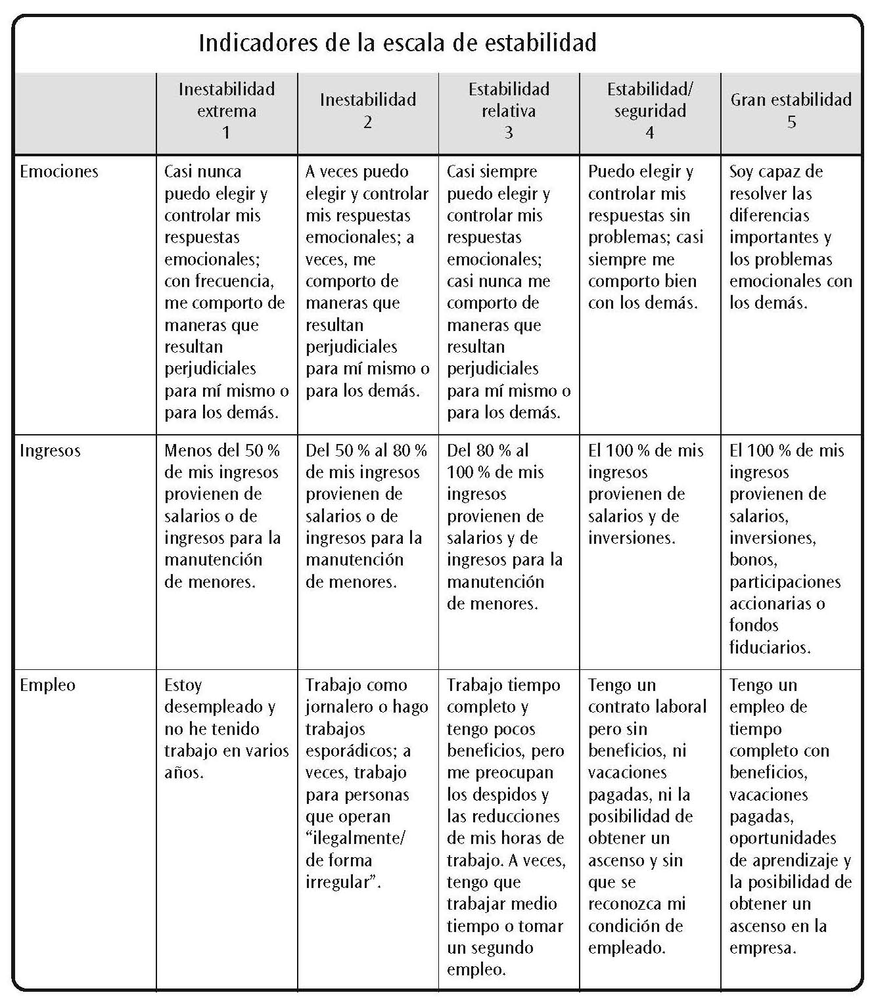 Indicadores de la escala de estabilidad
Inestabilidad
extrema
1
Inestabilidad
2
Estabilidad
relativa
3
Estabilidad/
seguridad
4
Gran estabilidad
5
Emociones
Casi nunca
puedo elegir y
controlar mis
respuestas
emocionales;
con frecuencia,
me comporto de
maneras que
resultan
perjudiciales
para mí mismo o
para los demás.
A veces puedo
elegir y controlar
mis respuestas
emocionales; a
veces, me
comporto de
maneras que
resultan
perjudiciales
para mí mismo o
para los demás.
Casi siempre
puedo elegir y
controlar mis
respuestas
emocionales;
casi nunca me
comporto de
maneras que
resultan
perjudiciales
para mí mismo o
para los demás.
Puedo elegir y
controlar mis
respuestas sin
problemas; casi
siempre me
comporto bien
con los demás.
Soy capaz de
resolver las
diferencias
importantes y
los problemas
emocionales con
los demás.
Ingresos
Menos del 50 %
de mis ingresos
provienen de
salarios o de
ingresos para la
manutención
de menores.
Del 50 % al 80 %
de mis ingresos
provienen de
salarios o de
ingresos para la
manutención
de menores.
Del 80 % al
100 % de mis
ingresos
provienen de
salarios y de
ingresos para la
manutención
de menores.
El 100 % de mis
ingresos
provienen de
salarios y de
inversiones.
El 100 % de mis
ingresos
provienen de
salarios,
inversiones,
bonos,
participaciones
accionarias o
fondos
fiduciarios.
Empleo
Estoy
desempleado y
no he tenido
trabajo en varios
años.
Trabajo como
jornalero o hago
trabajos
esporádicos; a
veces, trabajo
para personas
que operan
“ilegalmente/
de forma
irregular”.
Trabajo tiempo
completo y
tengo pocos
beneficios, pero
me preocupan
los despidos y
las reducciones
de mis horas de
trabajo. A veces,
tengo que
trabajar medio
tiempo o tomar
un segundo
empleo.
Tengo un
contrato laboral
pero sin
beneficios, ni
vacaciones
pagadas, ni la
posibilidad de
obtener un
ascenso y sin
que se
reconozca mi
condición de
empleado.
Tengo un
empleo de
tiempo
completo con
beneficios,
vacaciones
pagadas,
oportunidades
de aprendizaje y
la posibilidad de
obtener un
ascenso en la
empresa.